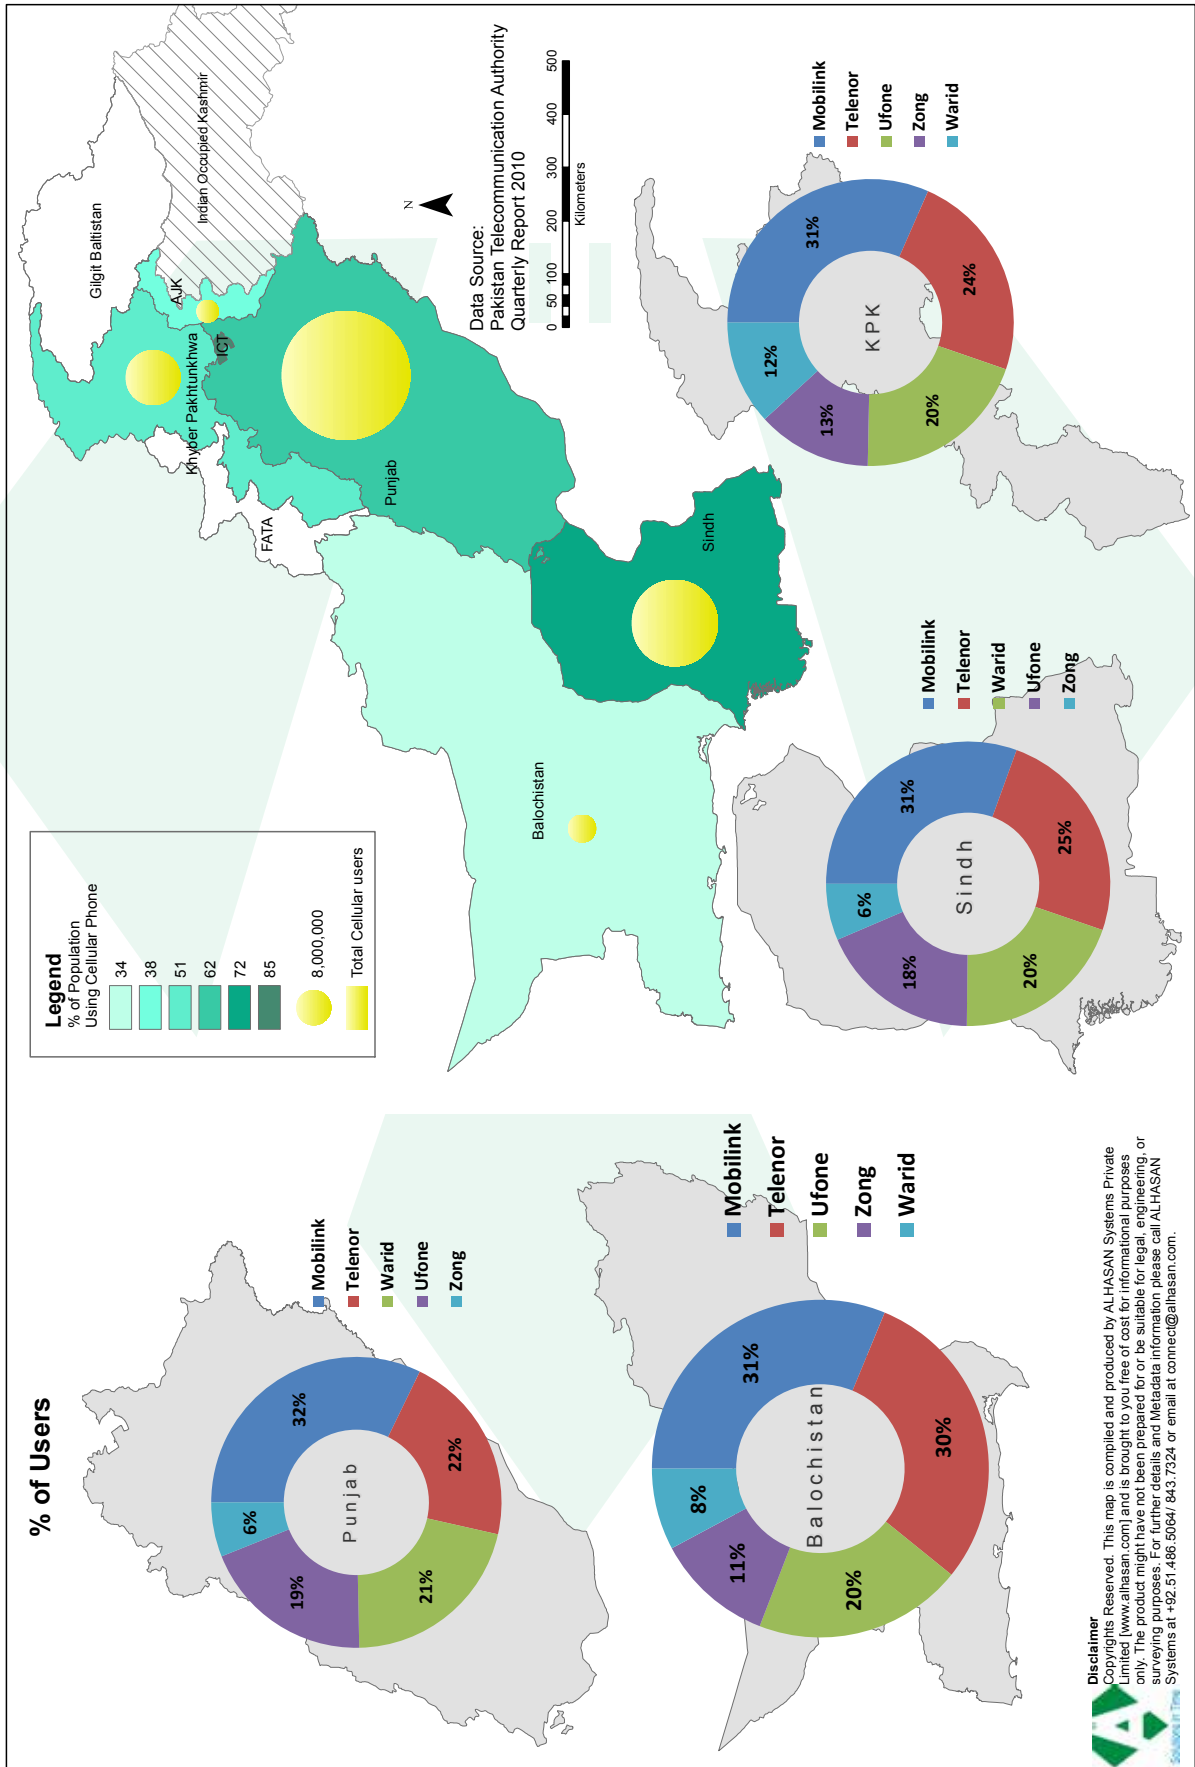 % of Users
Punjab
32%
22%
21%
19%
6%
Mobilink
Telenor
Warid
Ufone
Zong
Balochistan
31%
30%
20%
11%
8%
Mobilink
Telenor
Ufone
Zong
Warid
Legend
% of Population
Using Cellular Phone
34
38
51
62
72
85
8,000,000
Total Cellular users
Gilgit Baltistan
Indian Occupied Kashmir
AJK
Khyber Pakhtunkhwa
ICT
FATA
Punjab
Sindh
Balochistan
N
Data Source:
Pakistan Telecommunication Authority
Quarterly Report 2010
0 50 100 200 300 400 500
Kilometers
Sindh
31%
25%
20%
18%
6%
Mobilink
Telenor
Warid
Ufone
Zong
KPK
31%
24%
20%
13%
12%
Mobilink
Telenor
Ufone
Zong
Warid
Disclaimer
Copyrights Reserved. This map is compiled and produced by ALHASAN Systems Private
Limited [www.alhasan.com] and is brought to you free of cost for informational purposes
only. The product might have not been prepared for or be suitable for legal, engineering, or
surveying purposes. For further details and Metadata information please call ALHASAN
Systems at +92.51.486.5064/ 843.7324 or email at connect@alhasan.com.
Solutions in Time